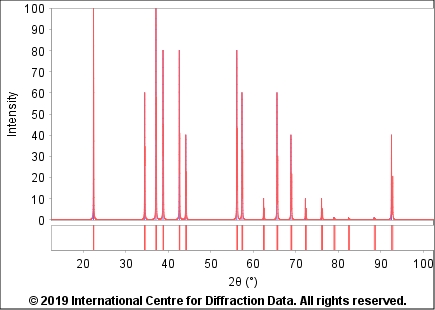 100
90
80
70
60
50
40
30
20
10
0
Intensity
20 30 40 50 60 70 80 90 100
2θ (°)
© 2019 International Centre for Diffraction Data. All rights reserved.